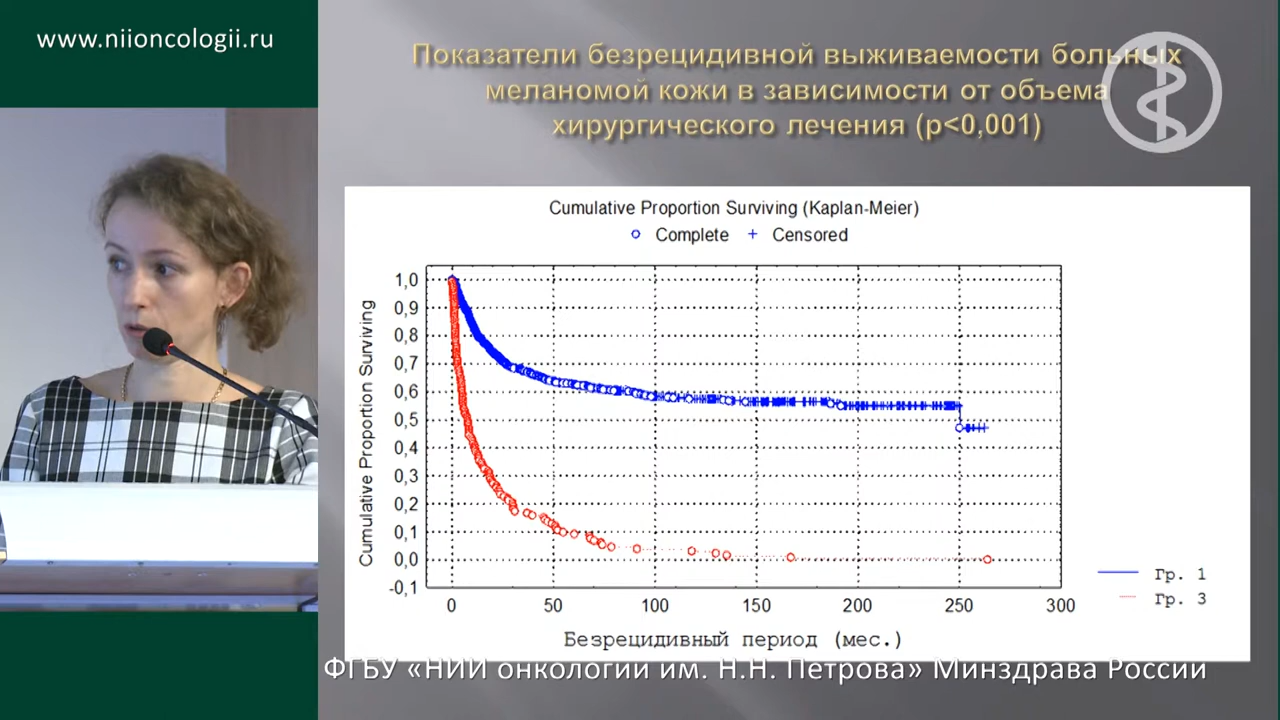 www.niioncologii.ru
Показатели безрецидивной выживаемости больных
меланомой кожи в зависимости от объема
хирургического лечения (p<0,001)
Cumulative Proportion Surviving (Kaplan-Meier)
Complete Censored
Cumulative Proportion Surviving
1,0
0,9
0,8
0,7
0,6
0,5
0,4
0,3
0,2
0,1
0,0
-0,1
0 50 100 150 200 250 300
Безрецидивный период (мес.)
Гр. 1
Гр. 3
ФГБУ «НИИ онкологии им. Н.Н. Петрова» Минздрава России